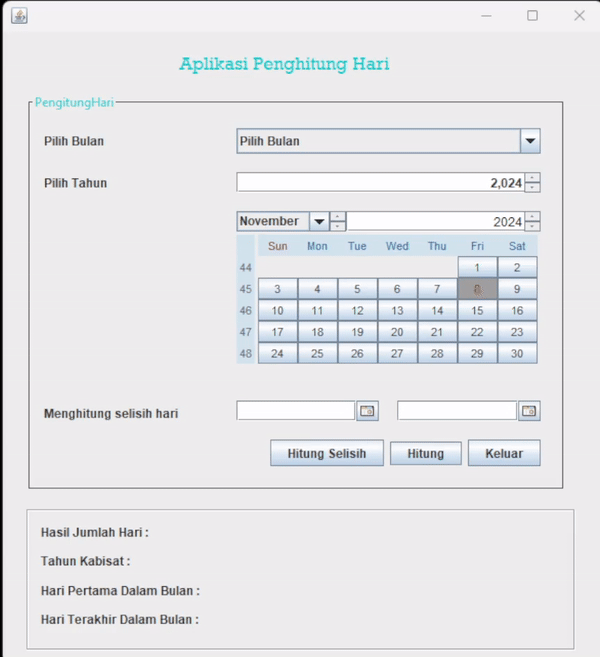 Aplikasi Penghitung Hari
PengitungHari
Pilih Bulan Pilih Bulan
Pilih Tahun 2,024
November 2024
Sun Mon Tue Wed Thu Fri Sat
44 1 2
45 3 4 5 6 7 8 9
46 10 11 12 13 14 15 16
47 17 18 19 20 21 22 23
48 24 25 26 27 28 29 30
Menghitung selisih hari
Hitung Selisih Hitung Keluar
Hasil Jumlah Hari :
Tahun Kabisat :
Hari Pertama Dalam Bulan :
Hari Terakhir Dalam Bulan :